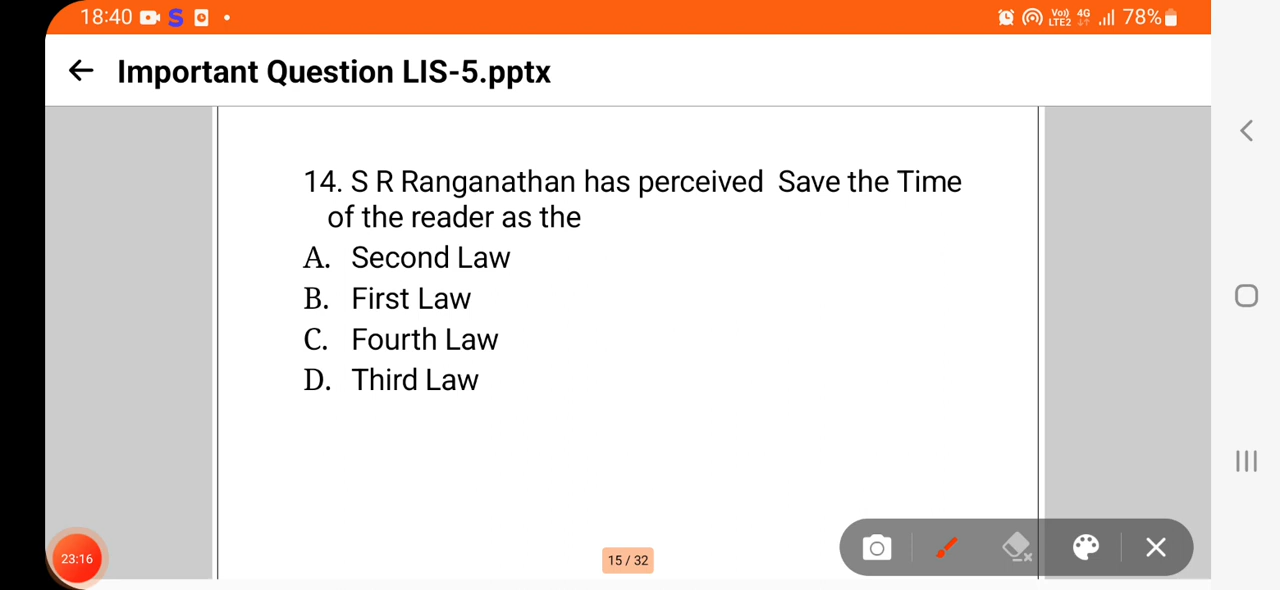 18:40 S Vo) LTE2 4G 78%
Important Question LIS-5.pptx
14. S R Ranganathan has perceived Save the Time
of the reader as the
A. Second Law
B. First Law
C. Fourth Law
D. Third Law
23:16
15 / 32